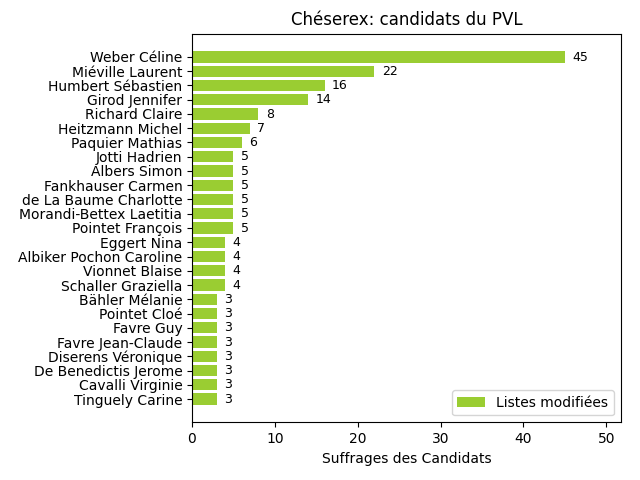 Chéserex: candidats du PVL
Weber Céline 45
Miéville Laurent 22
Humbert Sébastien 16
Girod Jennifer 14
Richard Claire 8
Heitzmann Michel 7
Paquier Mathias 6
Jotti Hadrien 5
Albers Simon 5
Fankhauser Carmen 5
de La Baume Charlotte 5
Morandi-Bettex Laetitia 5
Pointet François 5
Eggert Nina 4
Albiker Pochon Caroline 4
Vionnet Blaise 4
Schaller Graziella 4
Bähler Mélanie 3
Pointet Cloé 3
Favre Guy 3
Favre Jean-Claude 3
Diserens Véronique 3
De Benedictis Jerome 3
Cavalli Virginie 3
Tinguely Carine 3
Listes modifiées
0 10 20 30 40 50
Suffrages des Candidats